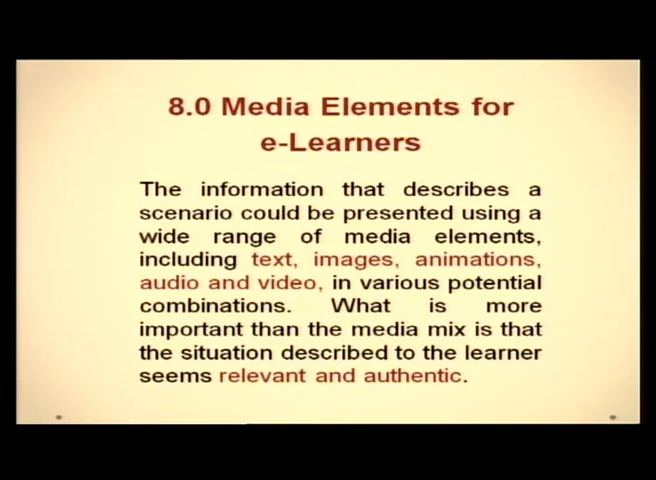 8.0 Media Elements for
e-Learners
The information that describes a
scenario could be presented using a
wide range of media elements,
including text, images, animations,
audio and video, in various potential
combinations. What is more
important than the media mix is that
the situation described to the learner
seems relevant and authentic.